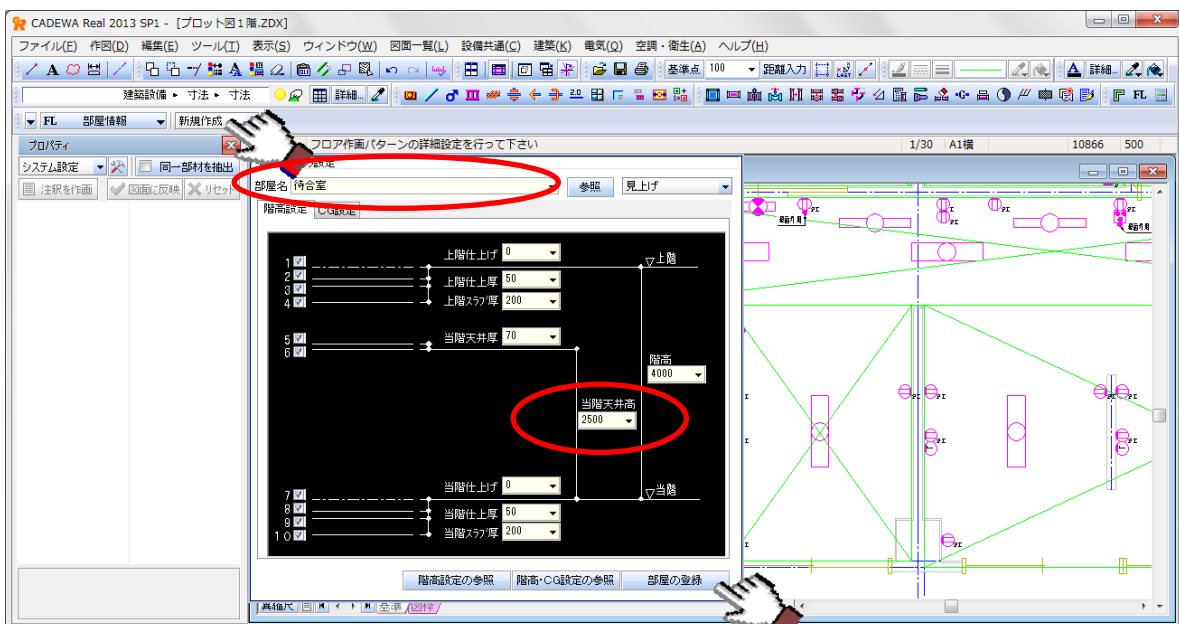 CADEWA Real 2013 SP1 - [プロット図1階.ZDX]
ファイル(F) 作図(D) 編集(E) ツール(T) 表示(S) ウィンドウ(W) 図面一覧(L) 設備共通(C) 建築(K) 電気(Q) 空調・衛生(A) ヘルプ(H)
基準点 100 距離入力 詳細...
建築設備 ▸ 寸法 ▸ 寸法 詳細... FL
FL 部屋情報 新規作成
プロパティ フロア作画パターンの詳細設定を行って下さい 1/30 A1横 10866 500
システム設定 同一部材を抽出
注釈を作画 図面に反映 リセット
部屋名 待合室 参照 見上げ
階高設定 CG設定
上階仕上げ 0 ▽上階
1
2 上階仕上厚 50
3
4 上階スラブ厚 200
5 当階天井厚 70
6
階高
4000
当階天井高
2500
当階仕上げ 0 ▽当階
7
8 当階仕上厚 50
9
10 当階スラブ厚 200
階高設定の参照 階高・CG設定の参照 部屋の登録
基準 図枠